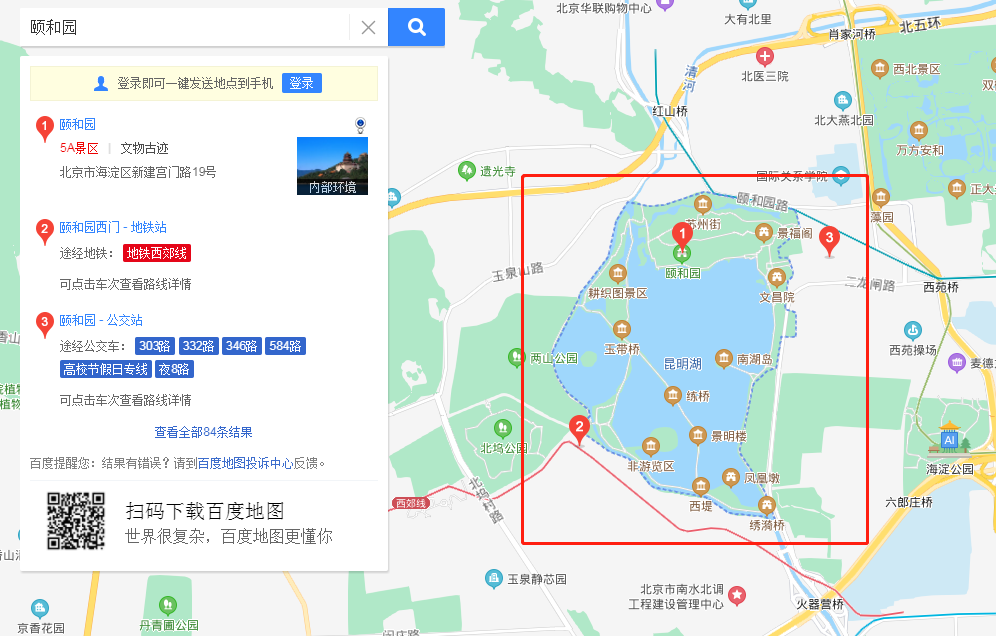 颐和园
登录即可一键发送地点到手机 登录
1 颐和园
5A景区 | 文物古迹
北京市海淀区新建宫门路19号
内部环境
2 颐和园西门 - 地铁站
途经地铁： 地铁西郊线
可点击车次查看路线详情
3 颐和园 - 公交站
途经公交车： 303路 332路 346路 584路
高校节假日专线 夜8路
可点击车次查看路线详情
查看全部84条结果
百度提醒您：结果有错误？请到百度地图投诉中心反馈。
扫码下载百度地图
世界很复杂，百度地图更懂你
北京华联购物中心
大有北里
肖家河桥
北五环
清河
北医三院
西北景区
红山桥
北大燕北园
万方安和
遗光寺
国际关系学院
正大
颐和园路
藻园
苏州街
景福阁
1
3
颐和园
玉泉山路
耕织图景区
文昌院
二龙闸路
西苑桥
玉带桥
西苑操场
两山公园
昆明湖
南湖岛
麦德
练桥
2
北坞公园
景明楼
AI
非游览区
海淀公园
凤凰墩
西郊线
北坞村路
西堤
六郎庄桥
绣漪桥
玉泉静芯园
北京市南水北调
工程建设管理中心
火器营桥
京香花园
丹青圃公园
闵庄路